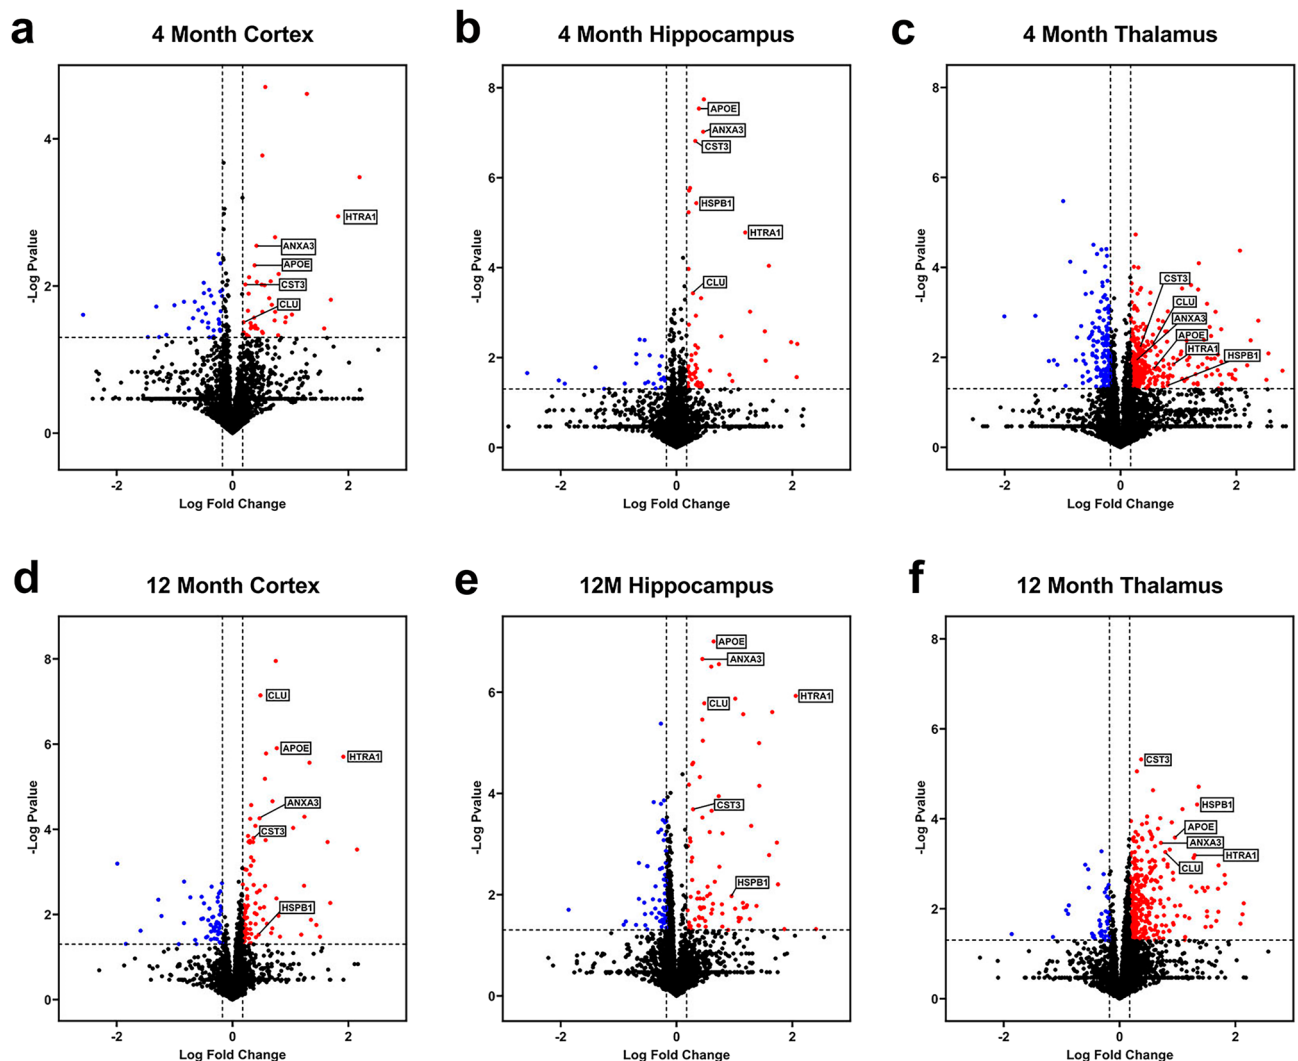 a
4 Month Cortex
-Log Pvalue
4
2
0
HTRA1
ANXA3
APOE
CST3
CLU
-2
0
2
Log Fold Change
b
4 Month Hippocampus
-Log Pvalue
8
6
4
2
0
APOE
ANXA3
CST3
HSPB1
HTRA1
CLU
-2
0
2
Log Fold Change
c
4 Month Thalamus
-Log Pvalue
8
6
4
2
0
CST3
CLU
ANXA3
APOE
HTRA1
HSPB1
-2
0
2
Log Fold Change
d
12 Month Cortex
-Log Pvalue
8
6
4
2
0
CLU
APOE
HTRA1
ANXA3
CST3
HSPB1
-2
0
2
Log Fold Change
e
12M Hippocampus
-Log Pvalue
6
4
2
0
APOE
ANXA3
HTRA1
CLU
CST3
HSPB1
-2
0
2
Log Fold Change
f
12 Month Thalamus
-Log Pvalue
8
6
4
2
0
CST3
HSPB1
APOE
ANXA3
HTRA1
CLU
-2
0
2
Log Fold Change